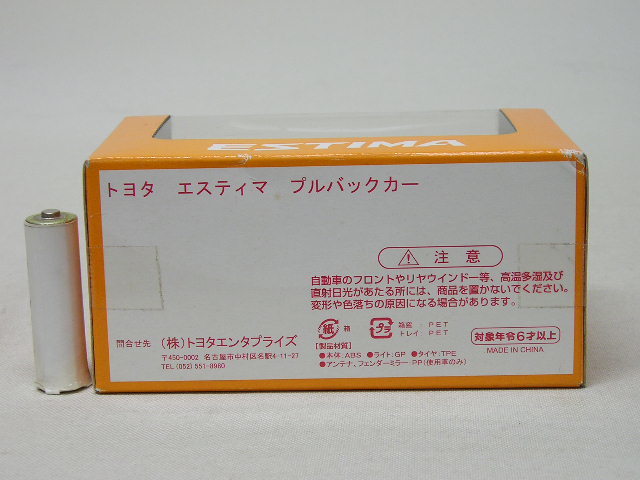 ESTIMA
トヨタ エスティマ プルバックカー
注意
自動車のフロントやリヤウインドー等、高温多湿及び
直射日光があたる所には、商品を置かないでください。
変形や色落ちの原因になる場合があります。
紙 箱 プラ 箱窓：PET
トレイ：PET
対象年令6才以上
MADE IN CHINA
問合せ先 (株)トヨタエンタプライズ
〒450-0002 名古屋市中村区名駅4-11-27
TEL (052) 551-8960
【製品材質】
●本体：ABS ●ライト：GP ●タイヤ：TPE
●アンテナ、フェンダーミラー：PP(使用車のみ)